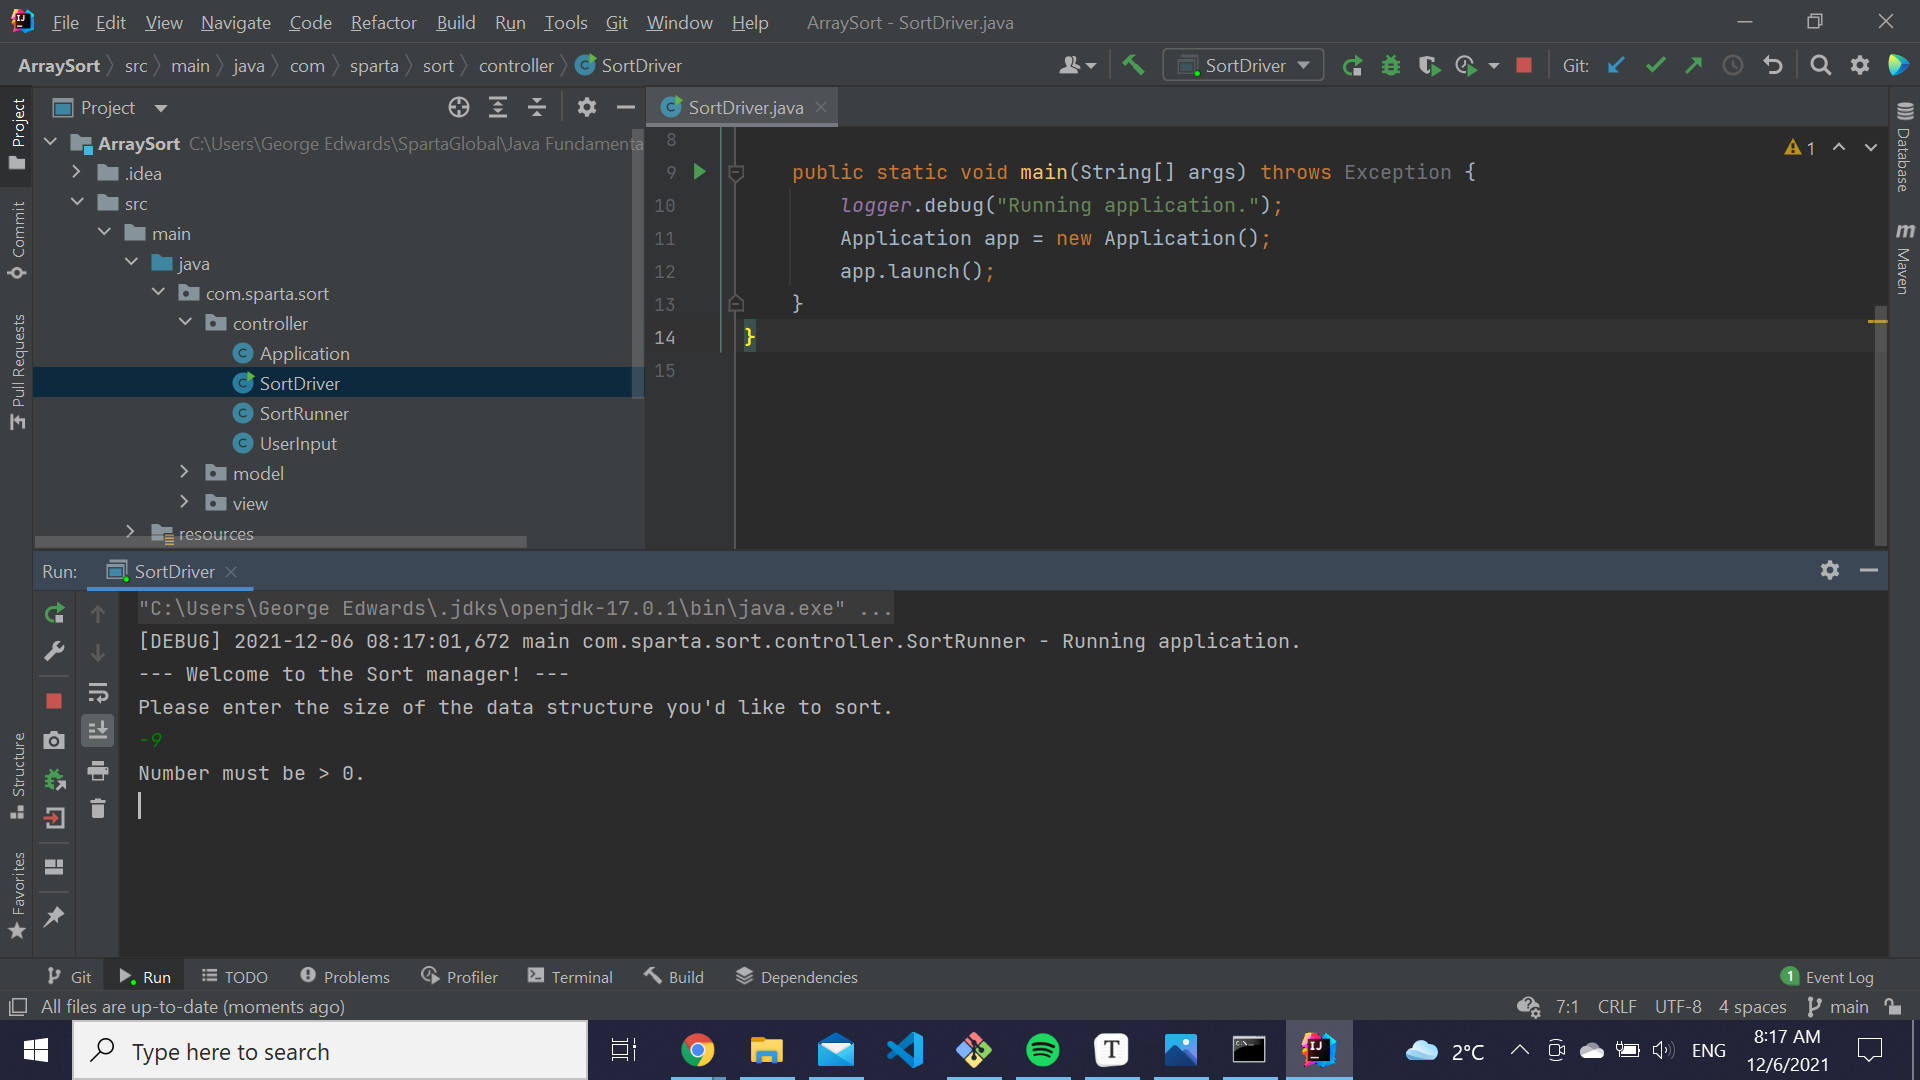 File Edit View Navigate Code Refactor Build Run Tools Git Window Help ArraySort - SortDriver.java
ArraySort src main java com sparta sort controller SortDriver
SortDriver
Git:
Project
SortDriver.java
ArraySort C:\Users\George Edwards\SpartaGlobal\Java Fundamenta
.idea
src
main
java
com.sparta.sort
controller
Application
SortDriver
SortRunner
UserInput
model
view
resources
8
9 public static void main(String[] args) throws Exception {
10 logger.debug("Running application.");
11 Application app = new Application();
12 app.launch();
13 }
14 }
15
1
Project
Commit
Pull Requests
Structure
Favorites
Database
m Maven
Run: SortDriver
"C:\Users\George Edwards\.jdks\openjdk-17.0.1\bin\java.exe" ...
[DEBUG] 2021-12-06 08:17:01,672 main com.sparta.sort.controller.SortRunner - Running application.
--- Welcome to the Sort manager! ---
Please enter the size of the data structure you'd like to sort.
-9
Number must be > 0.
Git Run TODO Problems Profiler Terminal Build Dependencies 1 Event Log
All files are up-to-date (moments ago) 7:1 CRLF UTF-8 4 spaces main
Type here to search
2°C ENG
8:17 AM
12/6/2021